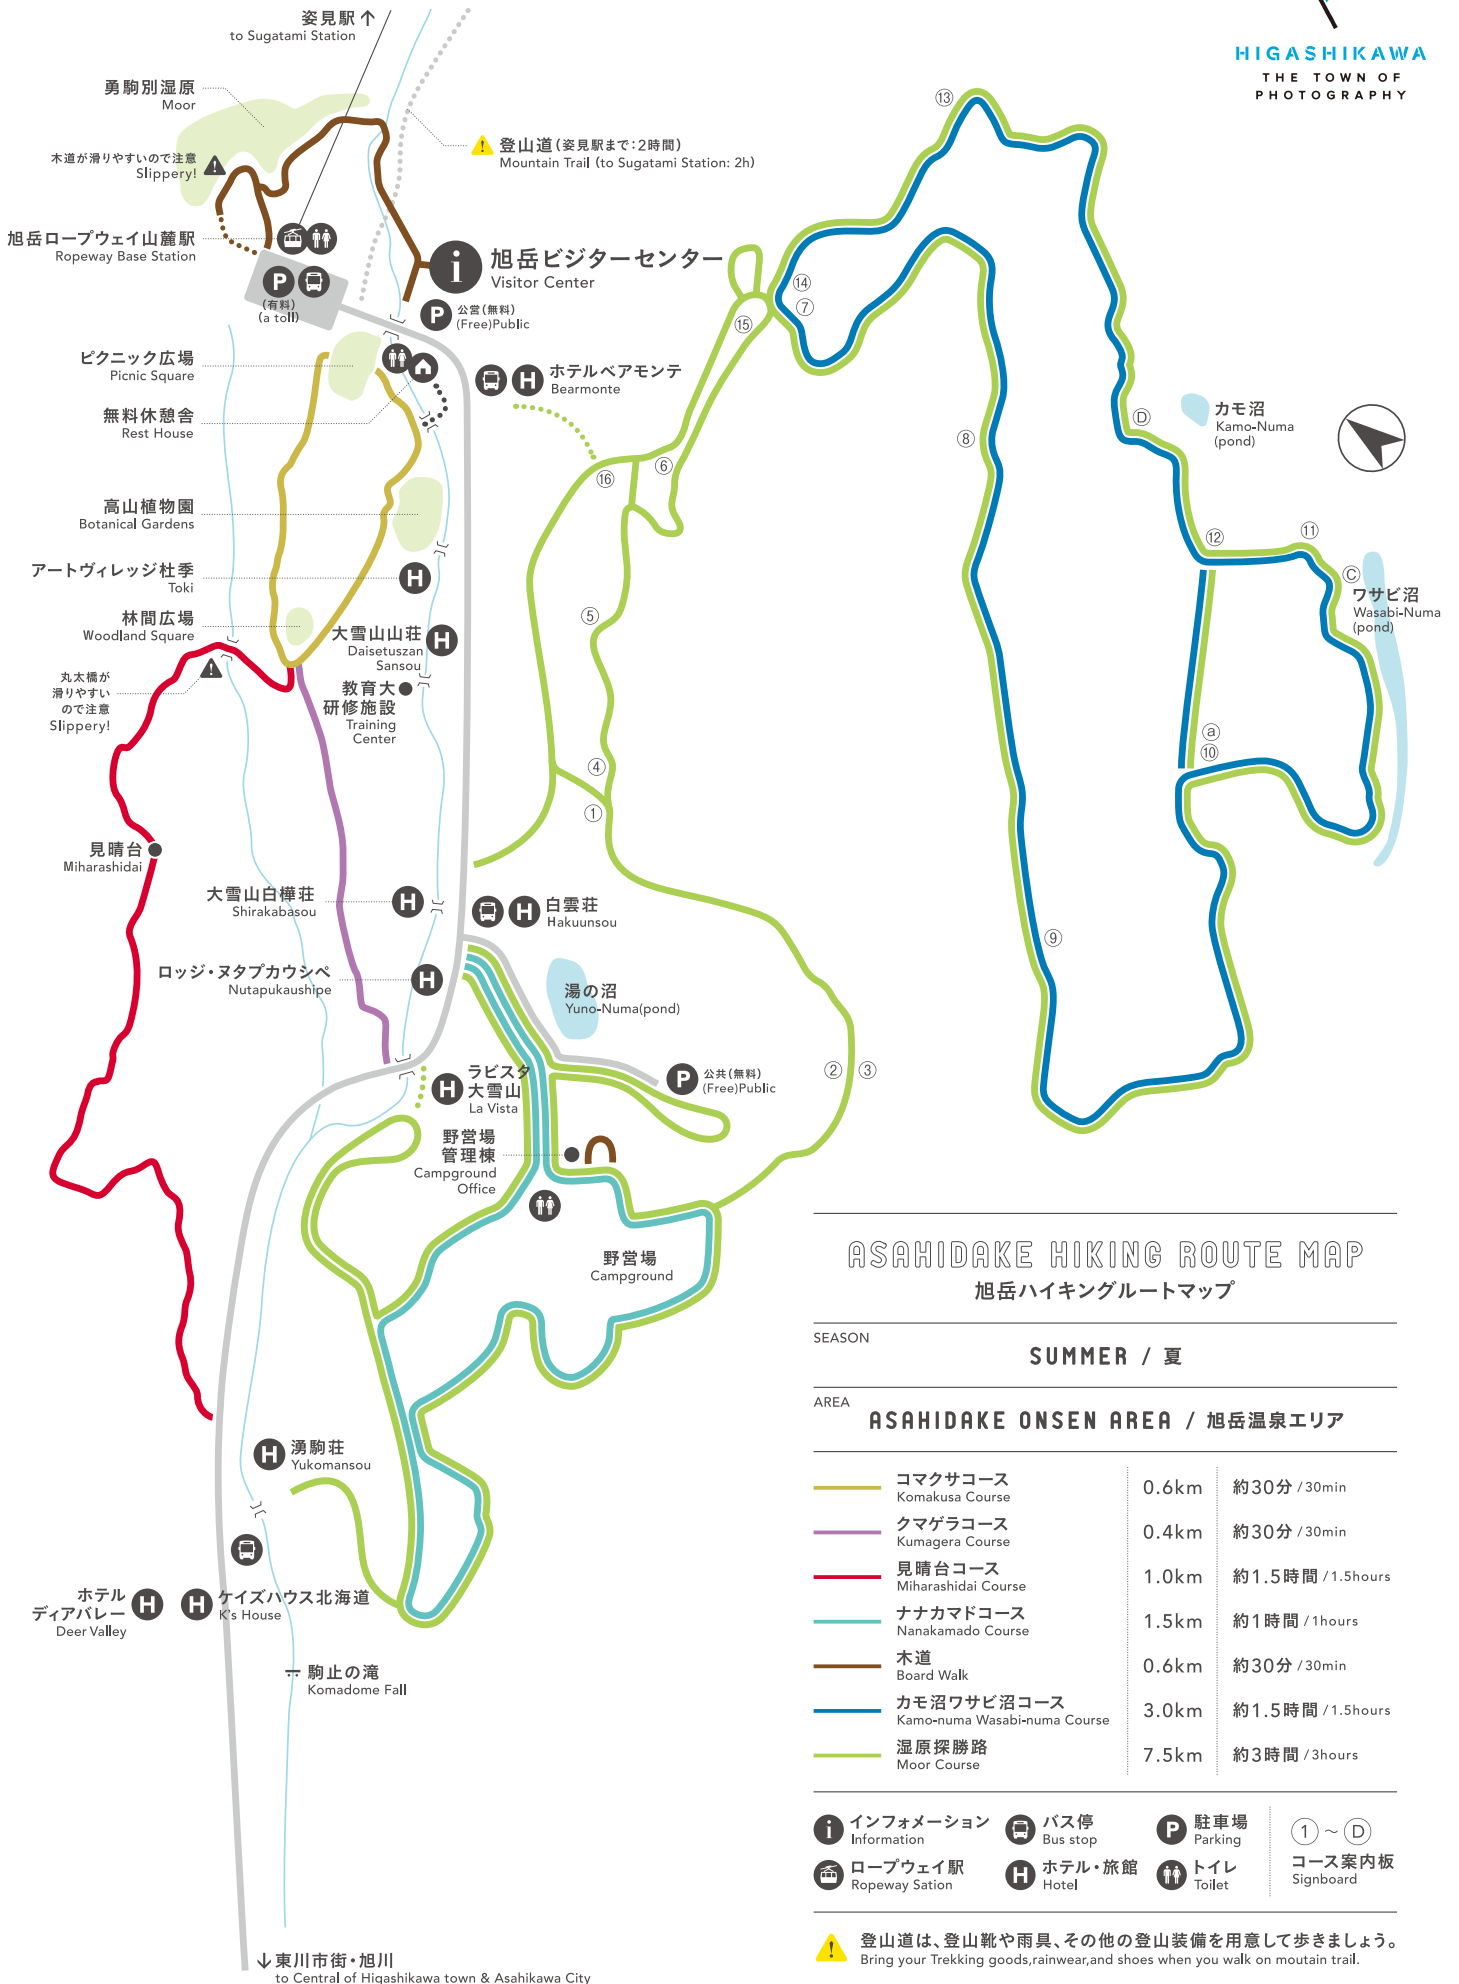 姿見駅↑
to Sugatami Station
HIGASHIKAWA
THE TOWN OF
PHOTOGRAPHY
勇駒別湿原
Moor
木道が滑りやすいので注意
Slippery!
登山道(姿見駅まで:2時間)
Mountain Trail (to Sugatami Station: 2h)
旭岳ロープウェイ山麓駅
Ropeway Base Station
P
(有料)
(a toll)
i
旭岳ビジターセンター
Visitor Center
P
公営(無料)
(Free)Public
ピクニック広場
Picnic Square
H
ホテルベアモンテ
Bearmonte
無料休憩舎
Rest House
高山植物園
Botanical Gardens
アートヴィレッジ杜季
Toki
H
林間広場
Woodland Square
大雪山山荘
Daisetuszan
Sansou
H
丸太橋が
滑りやすい
ので注意
Slippery!
教育大
研修施設
Training
Center
見晴台
Miharashidai
大雪山白樺荘
Shirakabasou
H
H
白雲荘
Hakuunsou
ロッジ・ヌタプカウシペ
Nutapukaushipe
H
湯の沼
Yuno-Numa(pond)
H
ラビスタ
大雪山
La Vista
P
公共(無料)
(Free)Public
野営場
管理棟
Campground
Office
野営場
Campground
H
湧駒荘
Yukomansou
ホテル
ディアバレー
Deer Valley
H
H
ケイズハウス北海道
K's House
駒止の滝
Komadome Fall
↓東川市街・旭川
to Central of Higashikawa town & Asahikawa City
⑬
⑭
⑦
⑮
⑧
Ⓓ
カモ沼
Kamo-Numa
(pond)
⑥
⑯
⑫
⑪
Ⓒ
ワサビ沼
Wasabi-Numa
(pond)
⑤
ⓐ
⑩
④
①
⑨
②
③
ASAHIDAKE HIKING ROUTE MAP
旭岳ハイキングルートマップ
SEASON
SUMMER / 夏
AREA
ASAHIDAKE ONSEN AREA / 旭岳温泉エリア
コマクサコース
Komakusa Course
0.6km
約30分 / 30min
クマゲラコース
Kumagera Course
0.4km
約30分 / 30min
見晴台コース
Miharashidai Course
1.0km
約1.5時間 / 1.5hours
ナナカマドコース
Nanakamado Course
1.5km
約1時間 / 1hours
木道
Board Walk
0.6km
約30分 / 30min
カモ沼ワサビ沼コース
Kamo-numa Wasabi-numa Course
3.0km
約1.5時間 / 1.5hours
湿原探勝路
Moor Course
7.5km
約3時間 / 3hours
i
インフォメーション
Information
バス停
Bus stop
P
駐車場
Parking
①〜Ⓓ
コース案内板
Signboard
ロープウェイ駅
Ropeway Sation
H
ホテル・旅館
Hotel
トイレ
Toilet
登山道は、登山靴や雨具、その他の登山装備を用意して歩きましょう。
Bring your Trekking goods,rainwear,and shoes when you walk on moutain trail.